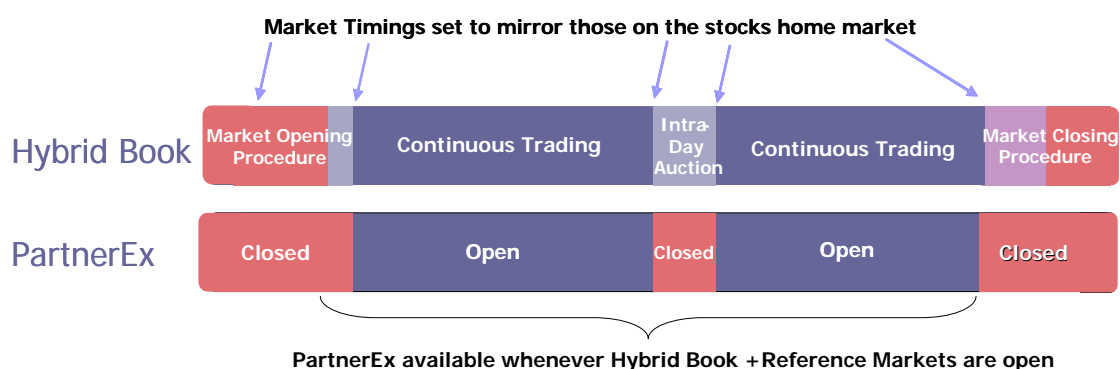 Market Timings set to mirror those on the stocks home market
Hybrid Book
Market Opening
Procedure
Continuous Trading
Intra-
Day
Auction
Continuous Trading
Market Closing
Procedure
PartnerEx
Closed
Open
Closed
Open
Closed
PartnerEx available whenever Hybrid Book +Reference Markets are open